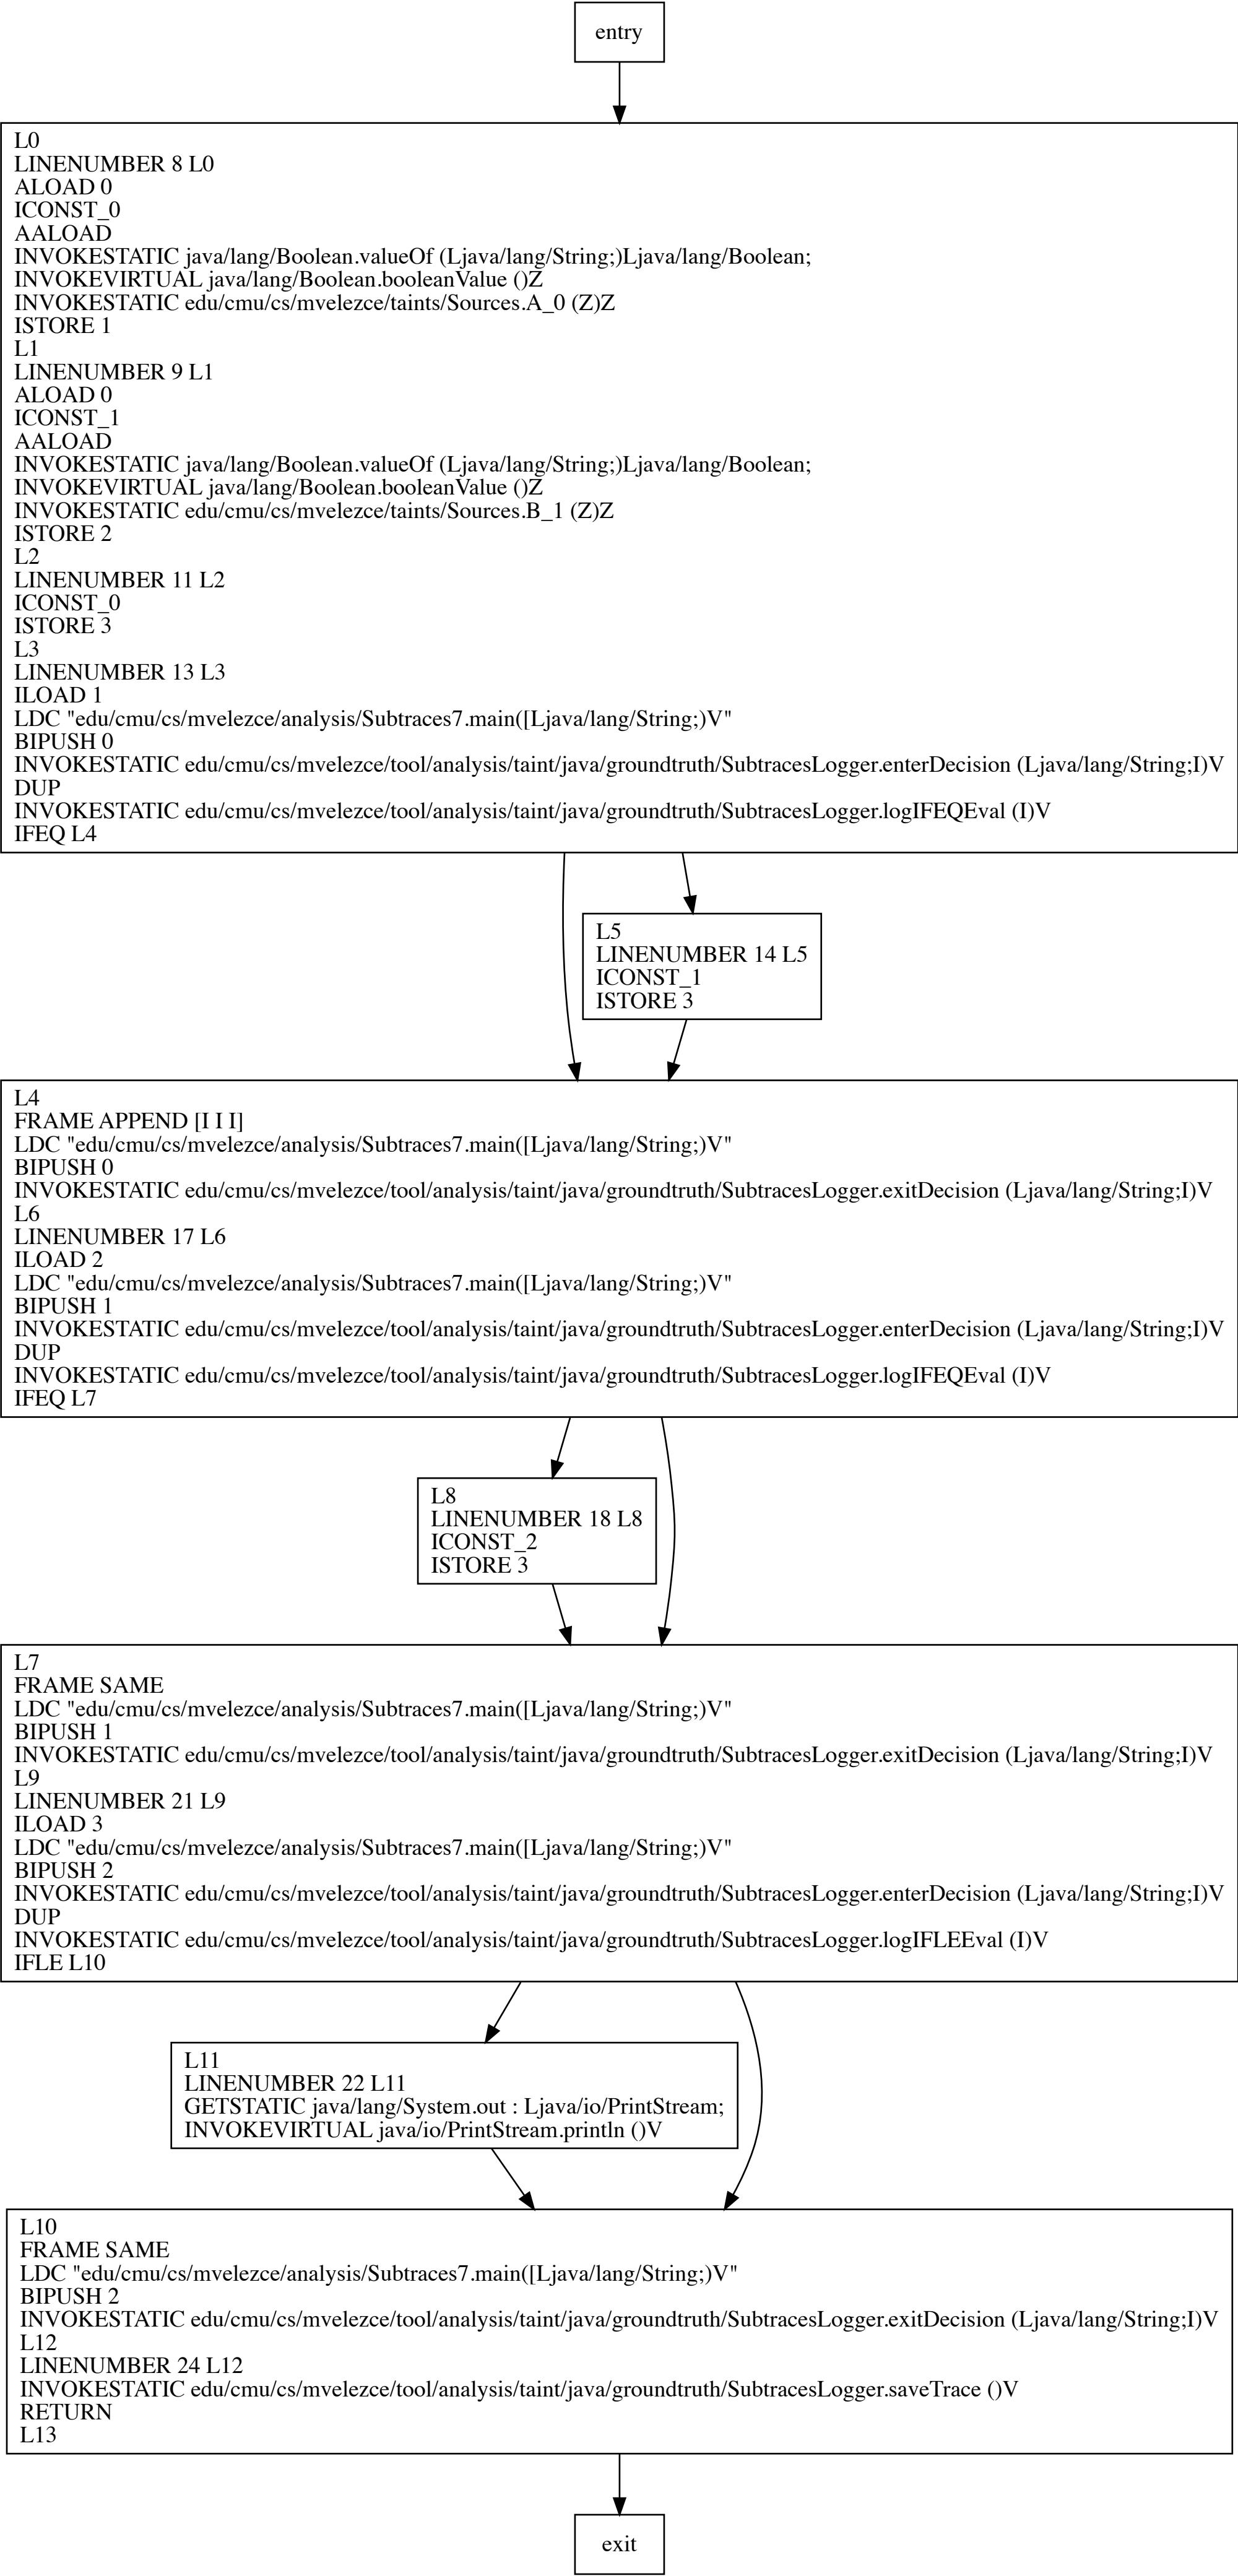 entry
L0
LINENUMBER 8 L0
ALOAD 0
ICONST_0
AALOAD
INVOKESTATIC java/lang/Boolean.valueOf (Ljava/lang/String;)Ljava/lang/Boolean;
INVOKEVIRTUAL java/lang/Boolean.booleanValue ()Z
INVOKESTATIC edu/cmu/cs/mvelezce/taints/Sources.A_0 (Z)Z
ISTORE 1
L1
LINENUMBER 9 L1
ALOAD 0
ICONST_1
AALOAD
INVOKESTATIC java/lang/Boolean.valueOf (Ljava/lang/String;)Ljava/lang/Boolean;
INVOKEVIRTUAL java/lang/Boolean.booleanValue ()Z
INVOKESTATIC edu/cmu/cs/mvelezce/taints/Sources.B_1 (Z)Z
ISTORE 2
L2
LINENUMBER 11 L2
ICONST_0
ISTORE 3
L3
LINENUMBER 13 L3
ILOAD 1
LDC "edu/cmu/cs/mvelezce/analysis/Subtraces7.main([Ljava/lang/String;)V"
BIPUSH 0
INVOKESTATIC edu/cmu/cs/mvelezce/tool/analysis/taint/java/groundtruth/SubtracesLogger.enterDecision (Ljava/lang/String;I)V
DUP
INVOKESTATIC edu/cmu/cs/mvelezce/tool/analysis/taint/java/groundtruth/SubtracesLogger.logIFEQEval (I)V
IFEQ L4
L5
LINENUMBER 14 L5
ICONST_1
ISTORE 3
L4
FRAME APPEND [I I I]
LDC "edu/cmu/cs/mvelezce/analysis/Subtraces7.main([Ljava/lang/String;)V"
BIPUSH 0
INVOKESTATIC edu/cmu/cs/mvelezce/tool/analysis/taint/java/groundtruth/SubtracesLogger.exitDecision (Ljava/lang/String;I)V
L6
LINENUMBER 17 L6
ILOAD 2
LDC "edu/cmu/cs/mvelezce/analysis/Subtraces7.main([Ljava/lang/String;)V"
BIPUSH 1
INVOKESTATIC edu/cmu/cs/mvelezce/tool/analysis/taint/java/groundtruth/SubtracesLogger.enterDecision (Ljava/lang/String;I)V
DUP
INVOKESTATIC edu/cmu/cs/mvelezce/tool/analysis/taint/java/groundtruth/SubtracesLogger.logIFEQEval (I)V
IFEQ L7
L8
LINENUMBER 18 L8
ICONST_2
ISTORE 3
L7
FRAME SAME
LDC "edu/cmu/cs/mvelezce/analysis/Subtraces7.main([Ljava/lang/String;)V"
BIPUSH 1
INVOKESTATIC edu/cmu/cs/mvelezce/tool/analysis/taint/java/groundtruth/SubtracesLogger.exitDecision (Ljava/lang/String;I)V
L9
LINENUMBER 21 L9
ILOAD 3
LDC "edu/cmu/cs/mvelezce/analysis/Subtraces7.main([Ljava/lang/String;)V"
BIPUSH 2
INVOKESTATIC edu/cmu/cs/mvelezce/tool/analysis/taint/java/groundtruth/SubtracesLogger.enterDecision (Ljava/lang/String;I)V
DUP
INVOKESTATIC edu/cmu/cs/mvelezce/tool/analysis/taint/java/groundtruth/SubtracesLogger.logIFLEEval (I)V
IFLE L10
L11
LINENUMBER 22 L11
GETSTATIC java/lang/System.out : Ljava/io/PrintStream;
INVOKEVIRTUAL java/io/PrintStream.println ()V
L10
FRAME SAME
LDC "edu/cmu/cs/mvelezce/analysis/Subtraces7.main([Ljava/lang/String;)V"
BIPUSH 2
INVOKESTATIC edu/cmu/cs/mvelezce/tool/analysis/taint/java/groundtruth/SubtracesLogger.exitDecision (Ljava/lang/String;I)V
L12
LINENUMBER 24 L12
INVOKESTATIC edu/cmu/cs/mvelezce/tool/analysis/taint/java/groundtruth/SubtracesLogger.saveTrace ()V
RETURN
L13
exit